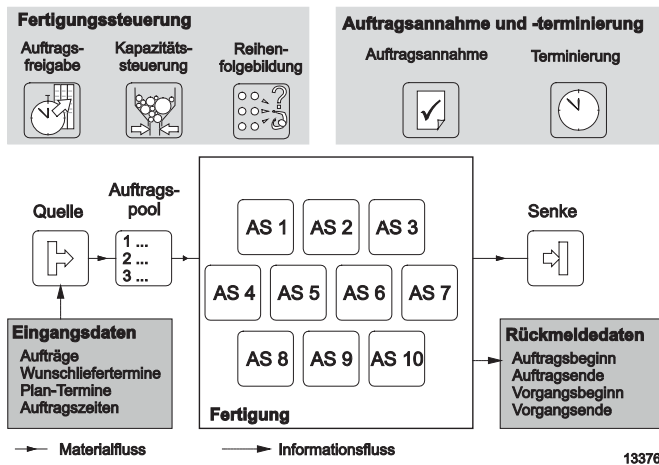 Fertigungssteuerung
Auftrags-
freigabe
Kapazitäts-
steuerung
Reihen-
folgebildung
Auftragsannahme und -terminierung
Auftragsannahme
Terminierung
Quelle
Auftrags-
pool
1 ...
2 ...
3 ...
AS 1
AS 2
AS 3
AS 4
AS 5
AS 6
AS 7
AS 8
AS 9
AS 10
Fertigung
Senke
Eingangsdaten
Aufträge
Wunschliefertermine
Plan-Termine
Auftragszeiten
Rückmeldedaten
Auftragsbeginn
Auftragsende
Vorgangsbeginn
Vorgangsende
Materialfluss
Informationsfluss
13376